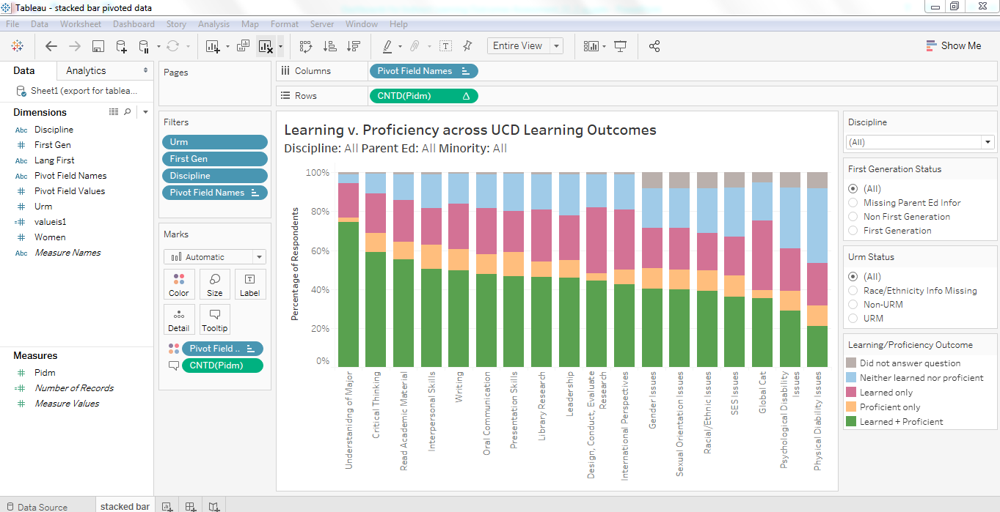 Tableau - stacked bar pivoted data
File Data Worksheet Dashboard Story Analysis Map Format Server Window Help
Entire View
Show Me
Data
Analytics
Sheet1 (export for tablea...
Dimensions
Abc Discipline
First Gen
Abc Lang First
Abc Pivot Field Names
Abc Pivot Field Values
Urm
valueis1
Women
Abc Measure Names
Measures
Pidm
Number of Records
Measure Values
Pages
Filters
Urm
First Gen
Discipline
Pivot Field Names
Marks
Automatic
Color Size Label
Detail Tooltip
Pivot Field ..
CNTD(Pidm)
Columns
Pivot Field Names
Rows
CNTD(Pidm) Δ
Learning v. Proficiency across UCD Learning Outcomes
Discipline: All Parent Ed: All Minority: All
Percentage of Respondents
100%
80%
60%
40%
20%
0%
Understaniding of Major
Critical Thinking
Read Academic Material
Interpersonal Skills
Writing
Oral Communication
Presentation Skills
Library Research
Leadership
Design, Conduct, Evaluate
Research
International Perspectives
Gender Issues
Sexual Orientation Issues
Racial/Ethnic Issues
SES Issues
Global Cat
Psychological Disability
Issues
Physical Diability Issues
Discipline
(All)
First Generation Status
(All)
Missing Parent Ed Infor
Non First Generation
First Generation
Urm Status
(All)
Race/Ethnicity Info Missing
Non-URM
URM
Learning/Proficiency Outcome
Did not answer question
Neither learned nor proficient
Learned only
Proficient only
Learned + Proficient
Data Source
stacked bar